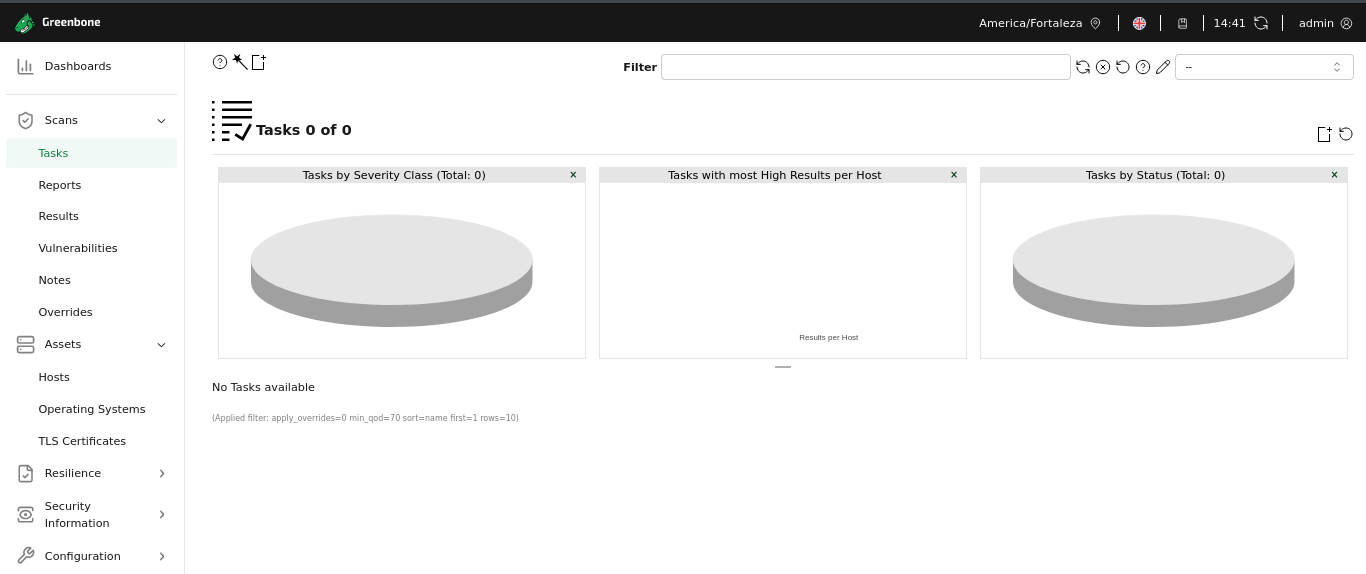 Greenbone
America/Fortaleza
14:41
admin
Dashboards
Scans
Tasks
Reports
Results
Vulnerabilities
Notes
Overrides
Assets
Hosts
Operating Systems
TLS Certificates
Resilience
Security
Information
Configuration
Filter
--
Tasks 0 of 0
Tasks by Severity Class (Total: 0)
Tasks with most High Results per Host
Results per Host
Tasks by Status (Total: 0)
No Tasks available
(Applied filter: apply_overrides=0 min_qod=70 sort=name first=1 rows=10)